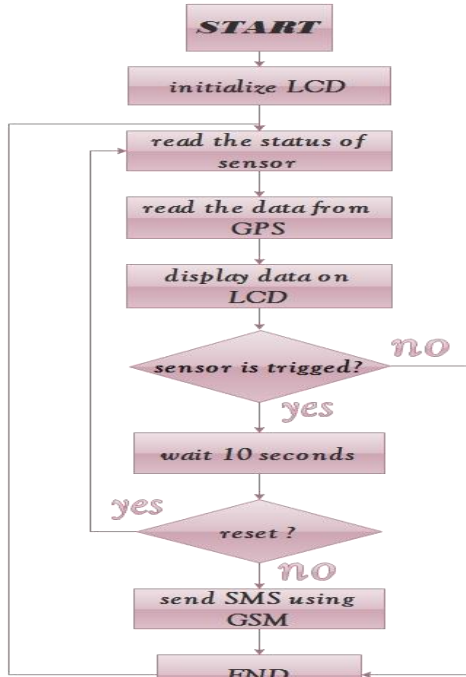 START
initialize LCD
read the status of
sensor
read the data from
GPS
display data on
LCD
sensor is trigged?
no
yes
wait 10 seconds
yes
reset ?
no
send SMS using
GSM
END